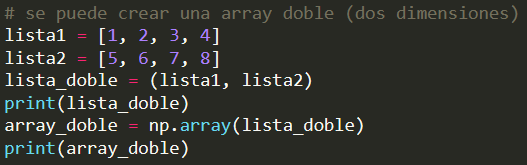 # se puede crear una array doble (dos dimensiones)
lista1 = [1, 2, 3, 4]
lista2 = [5, 6, 7, 8]
lista_doble = (lista1, lista2)
print(lista_doble)
array_doble = np.array(lista_doble)
print(array_doble)